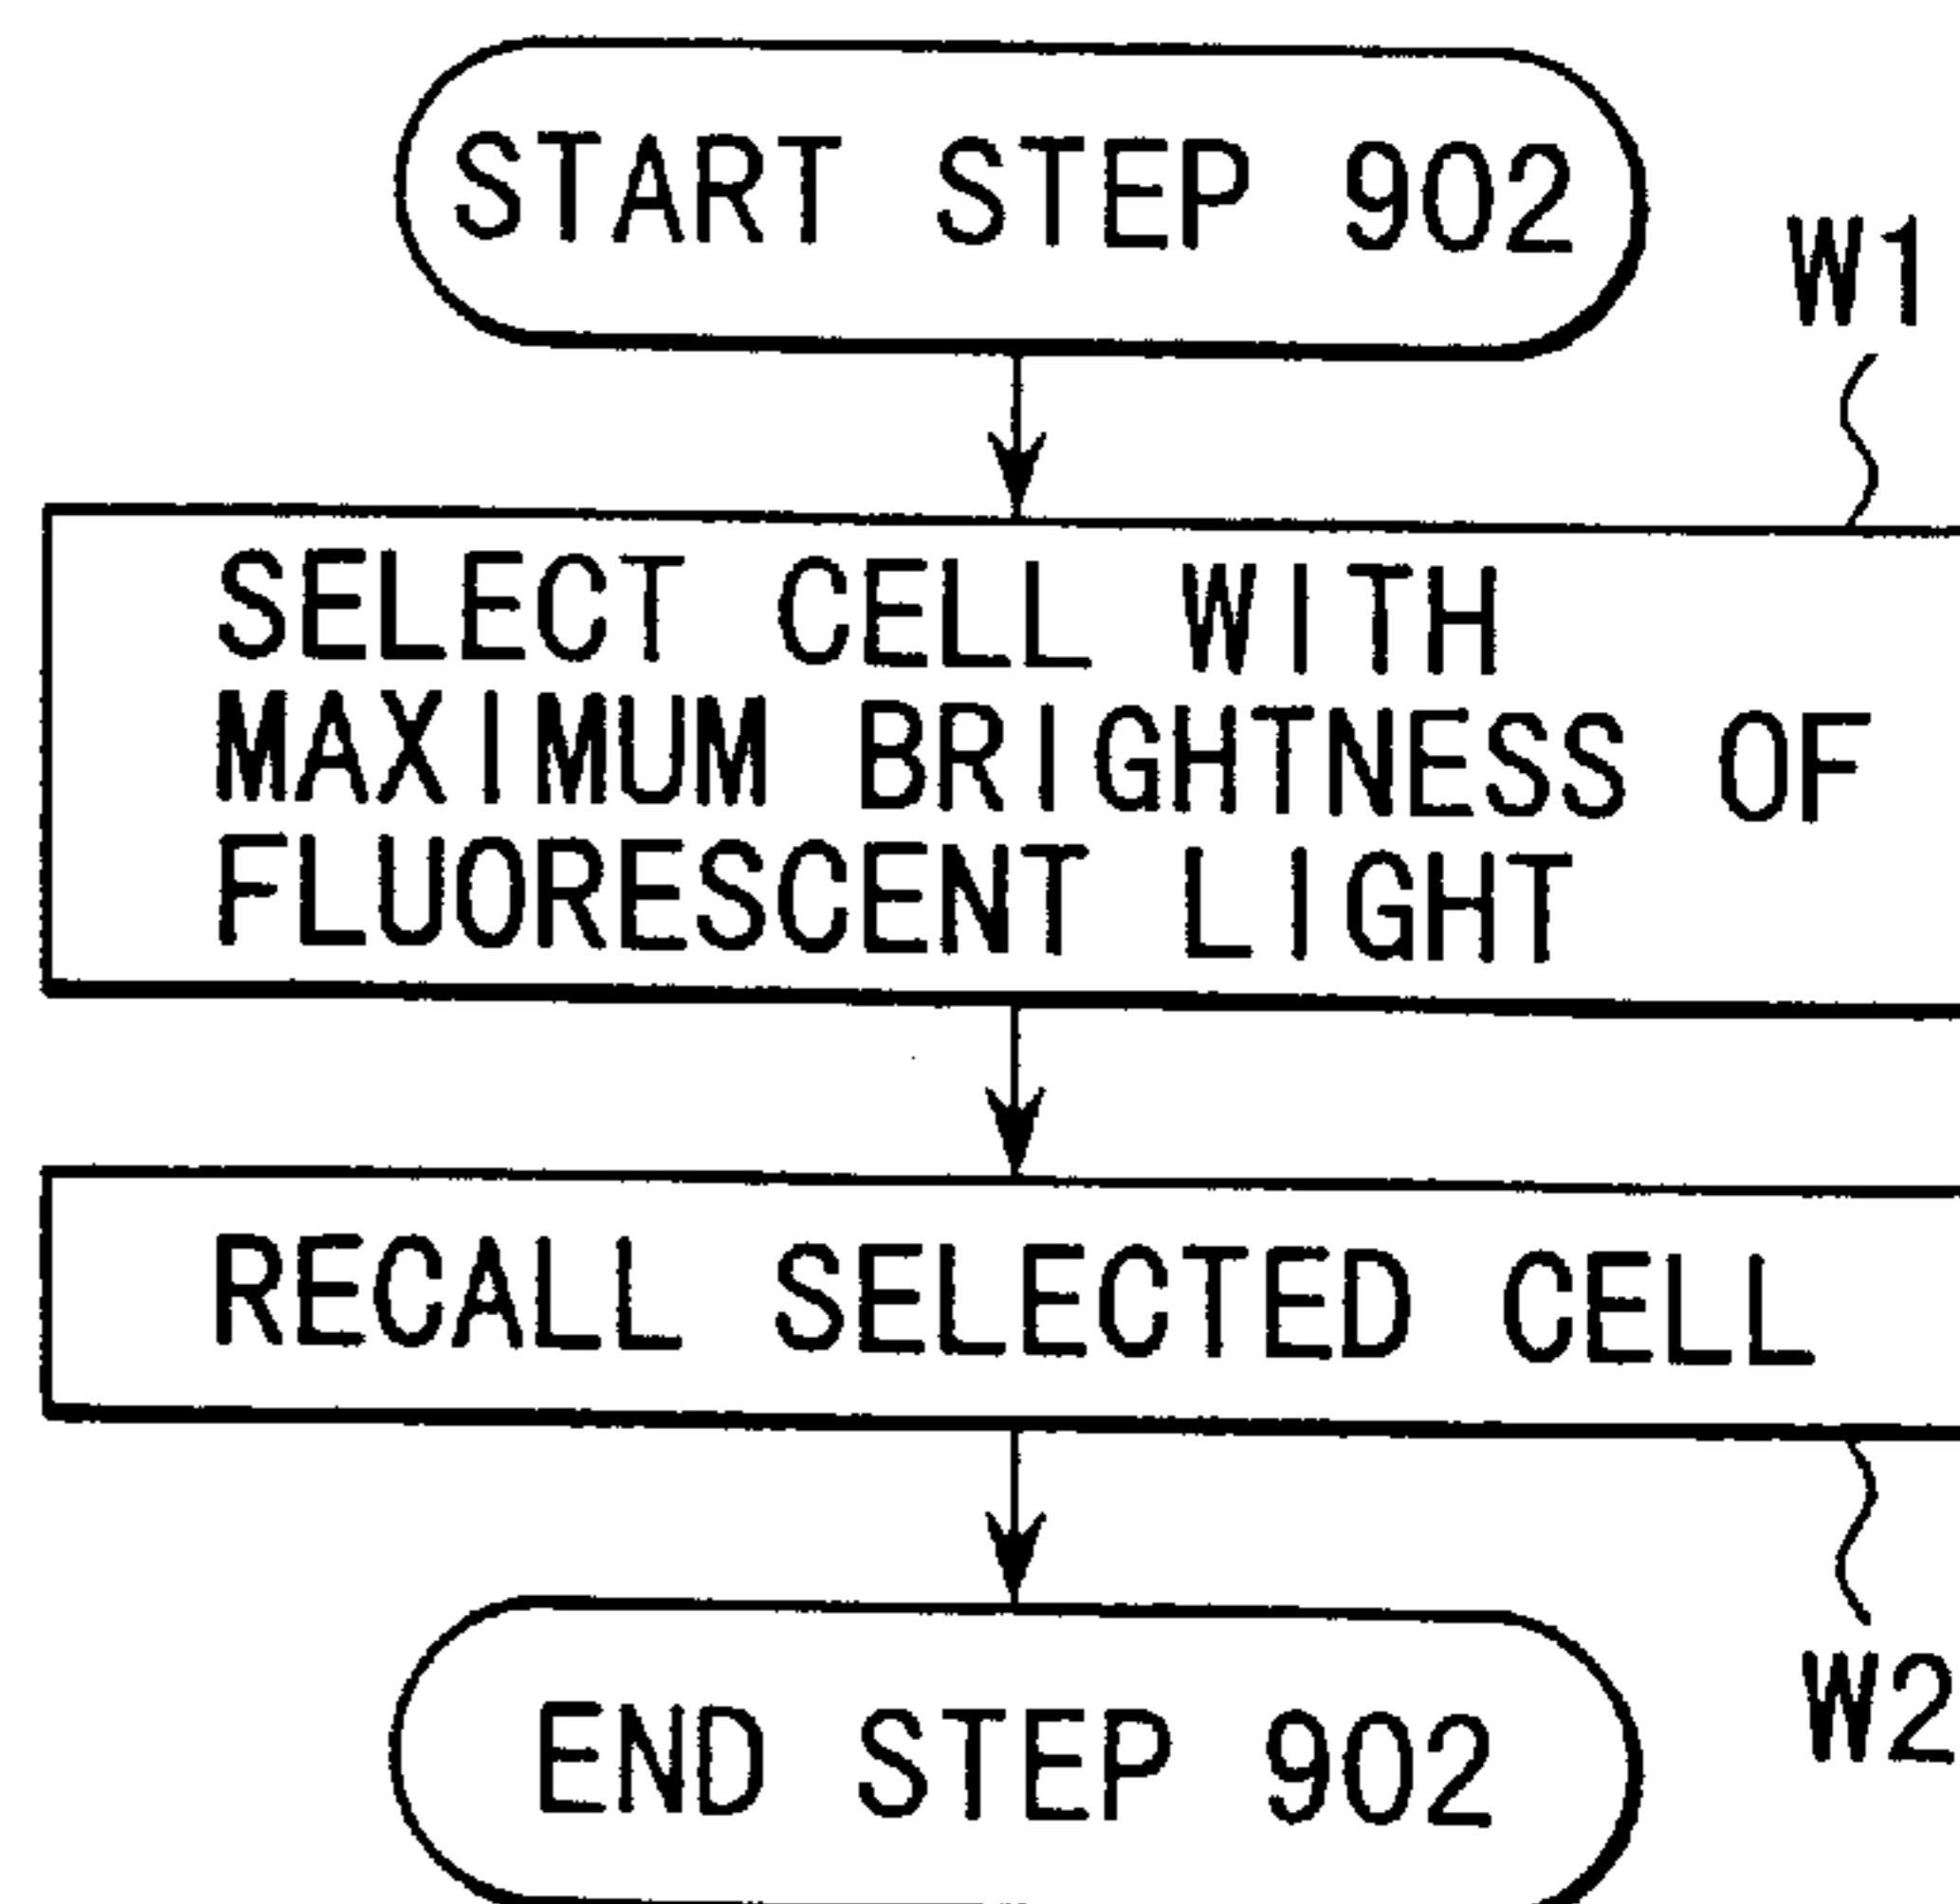 START STEP 902
W1
SELECT CELL WITH
MAXIMUM BRIGHTNESS OF
FLUORESCENT LIGHT
RECALL SELECTED CELL
W2
END STEP 902